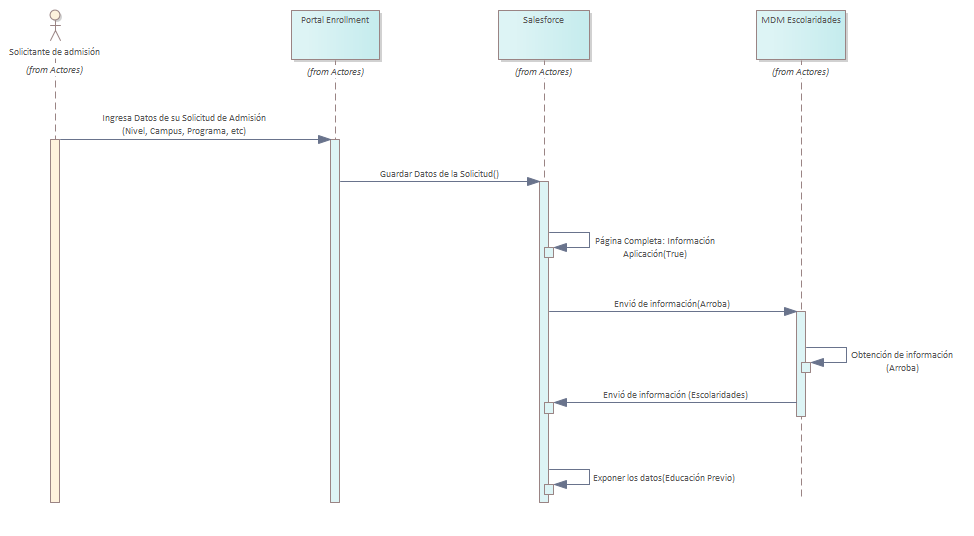 Portal Enrollment
Salesforce
MDM Escolaridades
Solicitante de admisión
(from Actores)
(from Actores)
(from Actores)
(from Actores)
Ingresa Datos de su Solicitud de Admisión
(Nivel, Campus, Programa, etc)
Guardar Datos de la Solicitud()
Página Completa: Información
Aplicación(True)
Envió de información(Arroba)
Obtención de información
(Arroba)
Envió de información (Escolaridades)
Exponer los datos(Educación Previo)